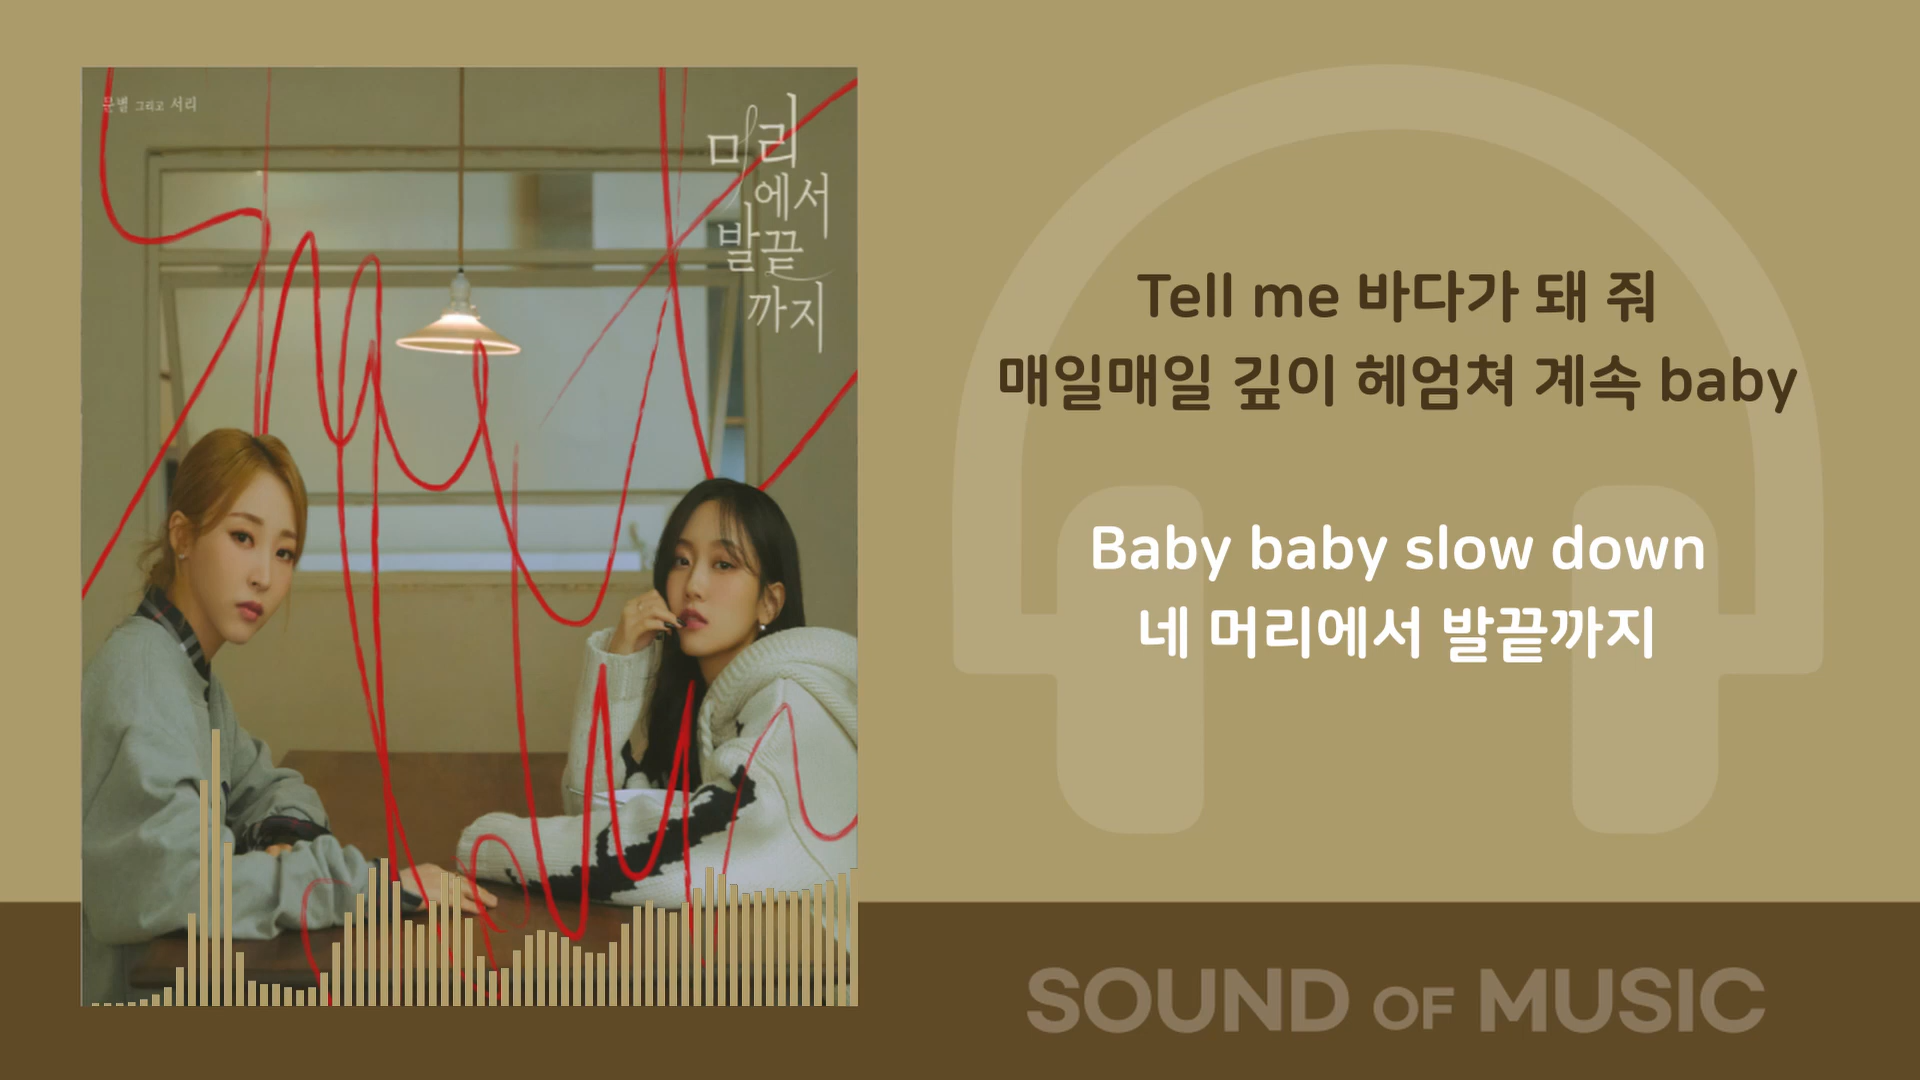 문별 그리고 서리
머리
에서
발끝
까지
Tell me 바다가 돼 줘
매일매일 깊이 헤엄쳐 계속 baby
Baby baby slow down
네 머리에서 발끝까지
SOUND OF MUSIC